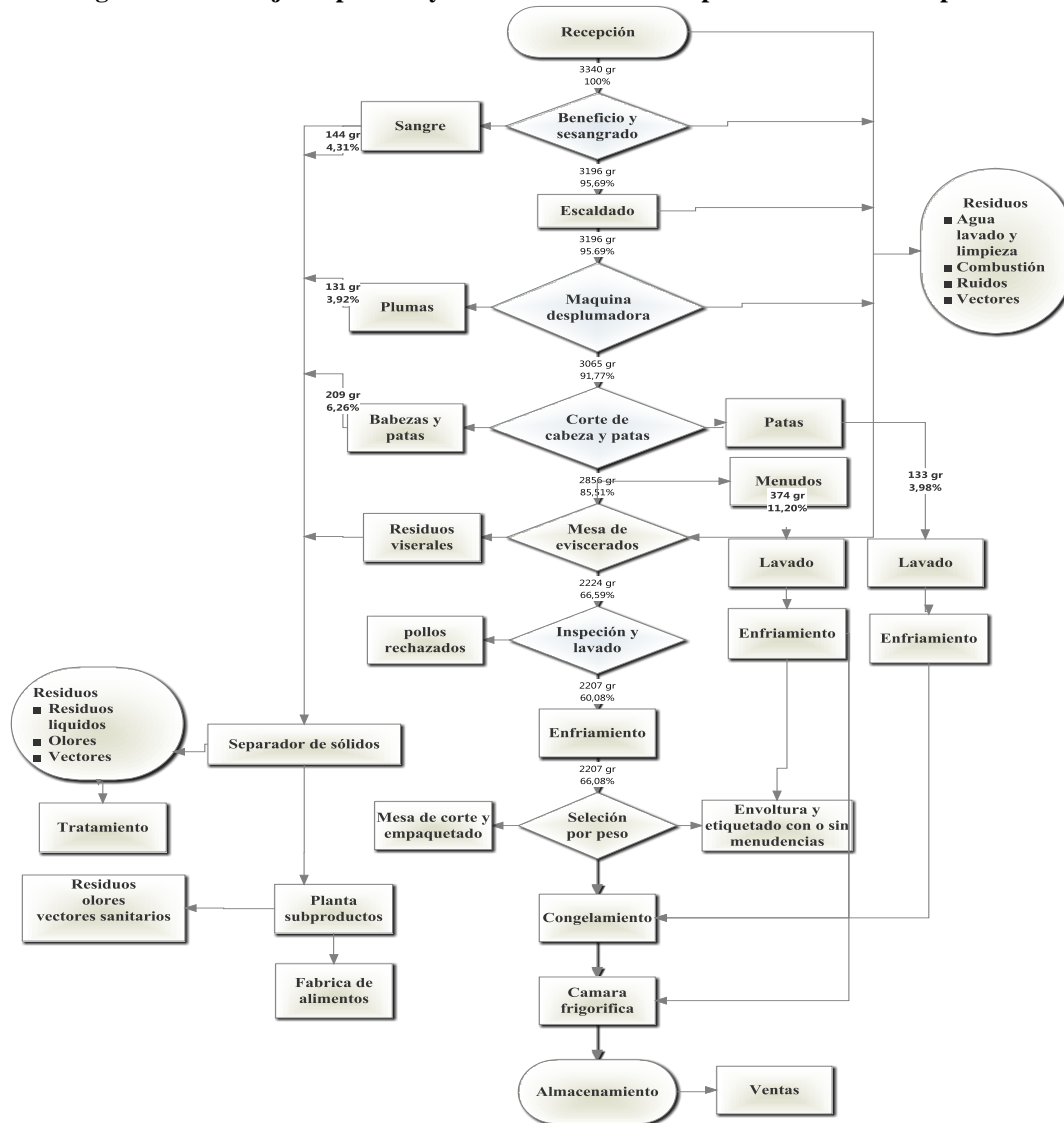 Recepción
3340 gr
100%
Beneficio y
sesangrado
Sangre
144 gr
4,31%
3196 gr
95,69%
Escaldado
3196 gr
95.69%
Residuos
Agua
lavado y
limpieza
Combustión
Ruidos
Vectores
Maquina
desplumadora
131 gr
3,92%
Plumas
3065 gr
91,77%
209 gr
6,26%
Babezas y
patas
Corte de
cabeza y patas
Patas
133 gr
3,98%
2856 gr
85,51%
Menudos
374 gr
11,20%
Residuos
viserales
Mesa de
eviscerados
Lavado
Lavado
2224 gr
66,59%
pollos
rechazados
Inspeción y
lavado
Enfriamiento
Enfriamiento
2207 gr
60,08%
Residuos
Residuos
liquidos
Olores
Vectores
Separador de sólidos
Enfriamiento
2207 gr
66,08%
Tratamiento
Mesa de corte y
empaquetado
Seleción
por peso
Envoltura y
etiquetado con o sin
menudencias
Residuos
olores
vectores sanitarios
Planta
subproductos
Congelamiento
Fabrica de
alimentos
Camara
frigorifica
Almacenamiento
Ventas